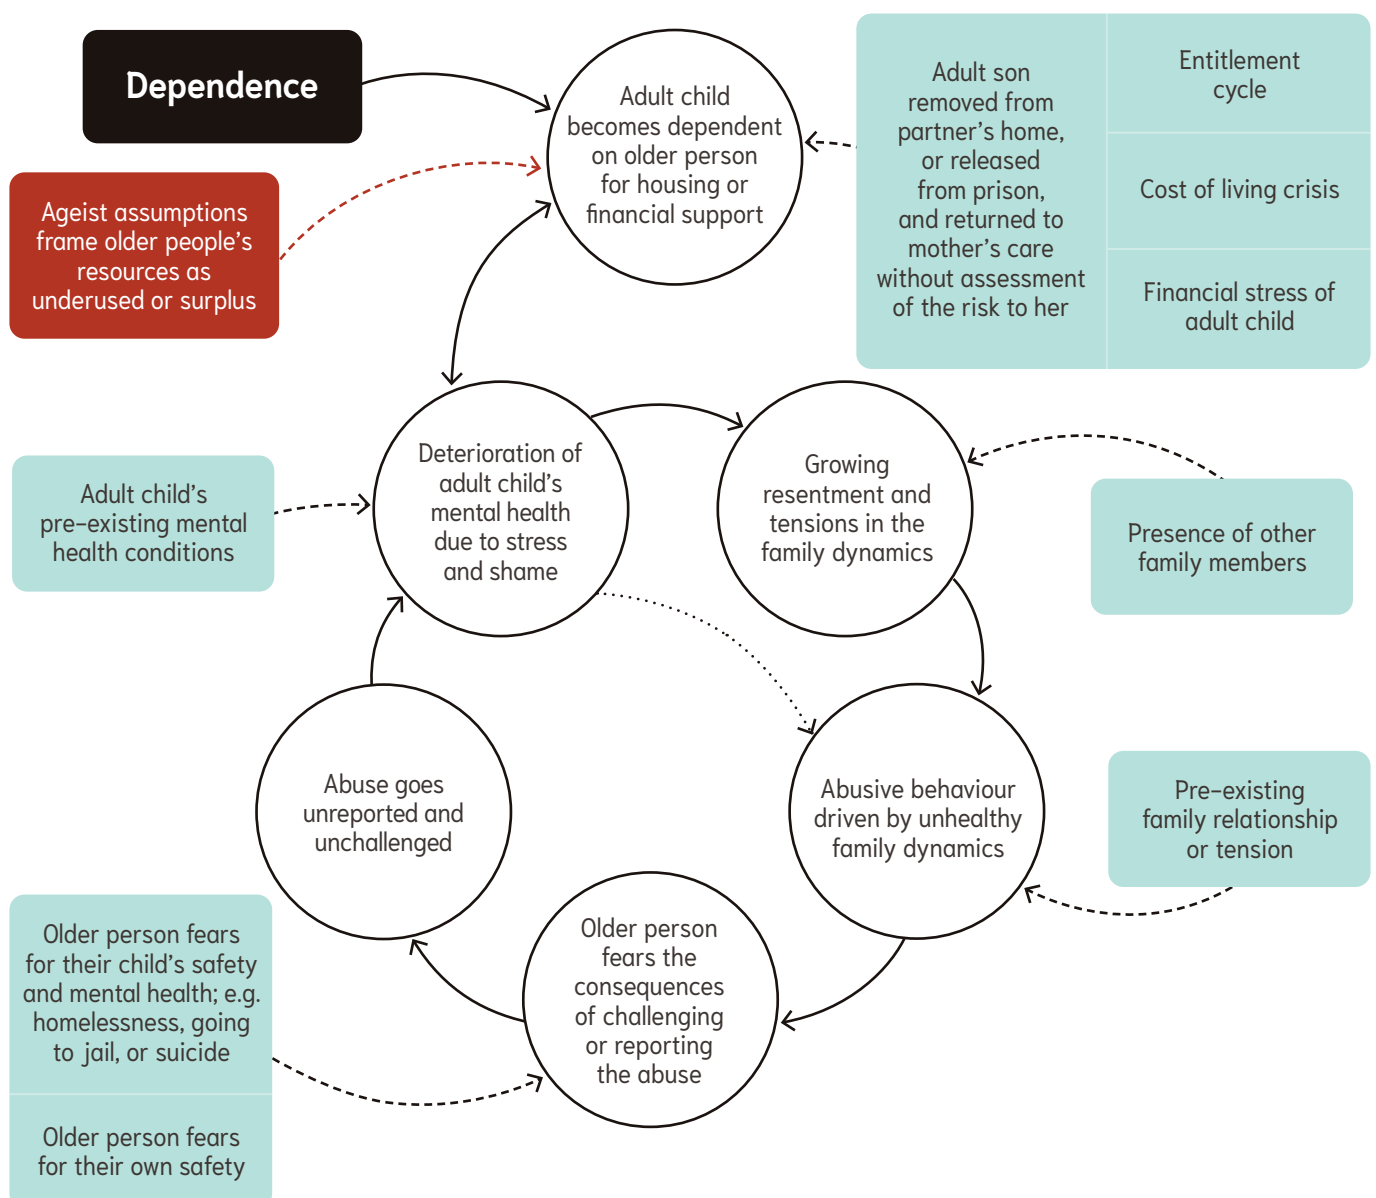 Dependence
Adult child
becomes dependent
on older person
for housing or
financial support
Adult son
removed from
partner’s home,
or released
from prison,
and returned to
mother’s care
without assessment
of the risk to her
Entitlement
cycle
Cost of living crisis
Financial stress of
adult child
Ageist assumptions
frame older people’s
resources as
underused or surplus
Deterioration of
adult child’s
mental health
due to stress
and shame
Growing
resentment and
tensions in the
family dynamics
Adult child’s
pre-existing mental
health conditions
Presence of other
family members
Abuse goes
unreported and
unchallenged
Abusive behaviour
driven by unhealthy
family dynamics
Pre-existing
family relationship
or tension
Older person fears
for their child’s safety
and mental health; e.g.
homelessness, going
to jail, or suicide
Older person
fears the
consequences
of challenging
or reporting
the abuse
Older person fears
for their own safety